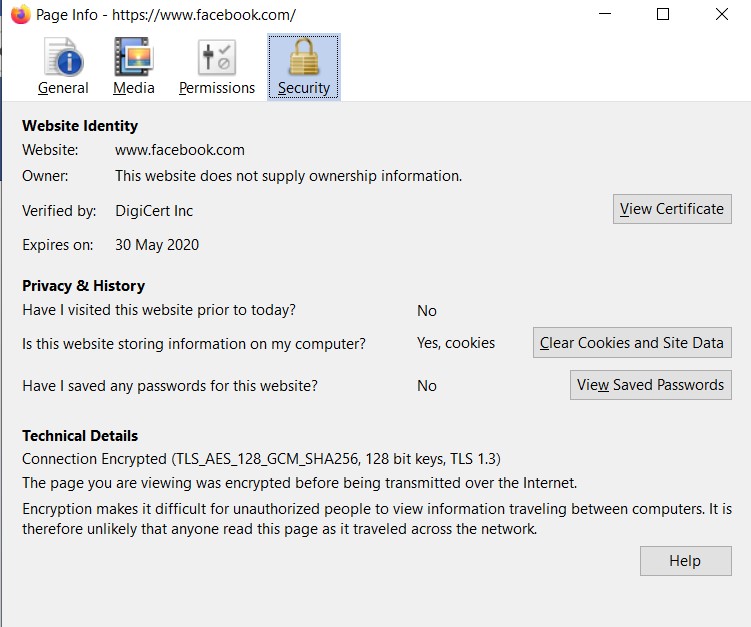 Page Info - https://www.facebook.com/
General Media Permissions Security
Website Identity
Website: www.facebook.com
Owner: This website does not supply ownership information.
Verified by: DigiCert Inc View Certificate
Expires on: 30 May 2020
Privacy & History
Have I visited this website prior to today? No
Is this website storing information on my computer? Yes, cookies Clear Cookies and Site Data
Have I saved any passwords for this website? No View Saved Passwords
Technical Details
Connection Encrypted (TLS_AES_128_GCM_SHA256, 128 bit keys, TLS 1.3)
The page you are viewing was encrypted before being transmitted over the Internet.
Encryption makes it difficult for unauthorized people to view information traveling between computers. It is
therefore unlikely that anyone read this page as it traveled across the network.
Help